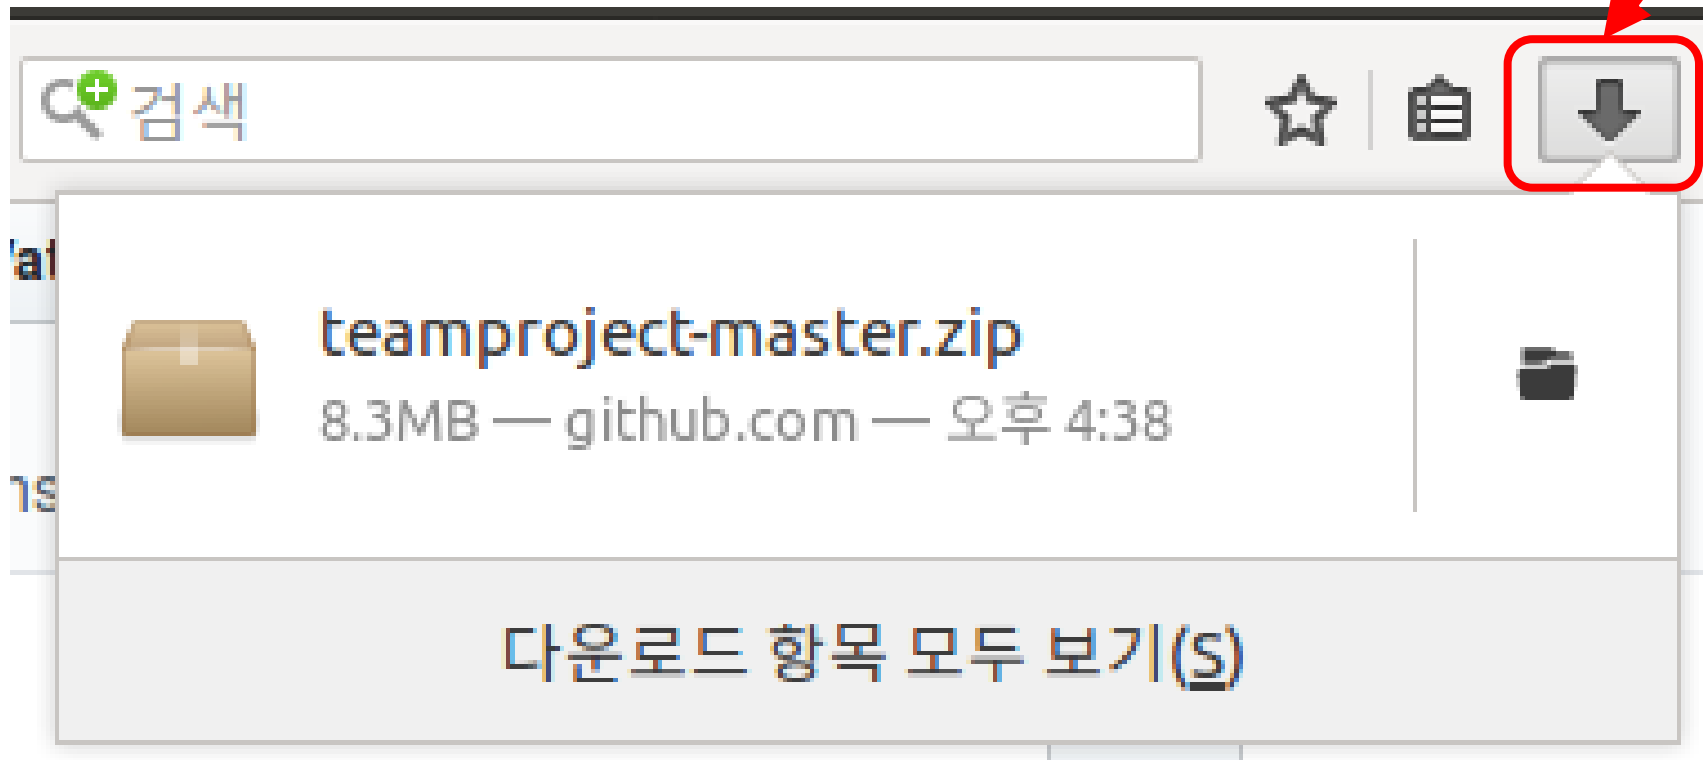 검색
teamproject-master.zip
8.3MB — github.com — 오후 4:38
다운로드 항목 모두 보기(S)